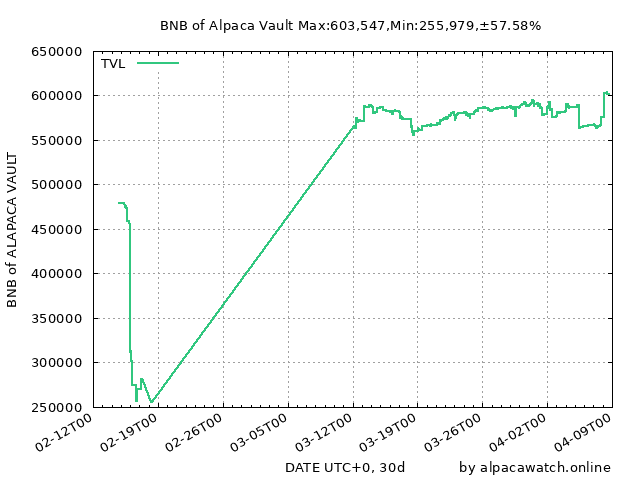 BNB of Alpaca Vault Max:603,547,Min:255,979,±57.58%
TVL
BNB of ALAPACA VAULT
650000
600000
550000
500000
450000
400000
350000
300000
250000
02-12T00
02-19T00
02-26T00
03-05T00
03-12T00
03-19T00
03-26T00
04-02T00
04-09T00
DATE UTC+0, 30d
by alpacawatch.online